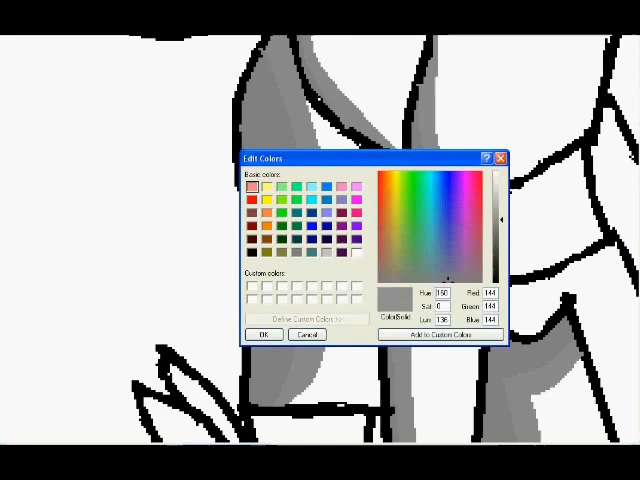 Edit Colors
Basic colors:
Custom colors:
Define Custom Colors >>
OK Cancel
Color|Solid
Hue: 160 Red: 144
Sat: 0 Green: 144
Lum: 136 Blue: 144
Add to Custom Colors